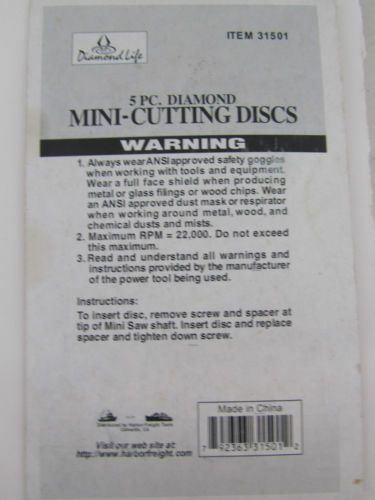 Diamond Life
ITEM 31501
5 PC. DIAMOND
MINI-CUTTING DISCS
WARNING
1. Always wear ANSI approved safety goggles
when working with tools and equipment.
Wear a full face shield when producing
metal or glass filings or wood chips. Wear
an ANSI approved dust mask or respirator
when working around metal, wood, and
chemical dusts and mists.
2. Maximum RPM = 22,000. Do not exceed
this maximum.
3. Read and understand all warnings and
instructions provided by the manufacturer
of the power tool being used.
Instructions:
To insert disc, remove screw and spacer at
tip of Mini Saw shaft. Insert disc and replace
spacer and tighten down screw.
Distributed by Harbor Freight Tools
Camarillo, CA
Visit our web site at:
http://www.harborfreight.com
Made in China
7 92363 31501 2